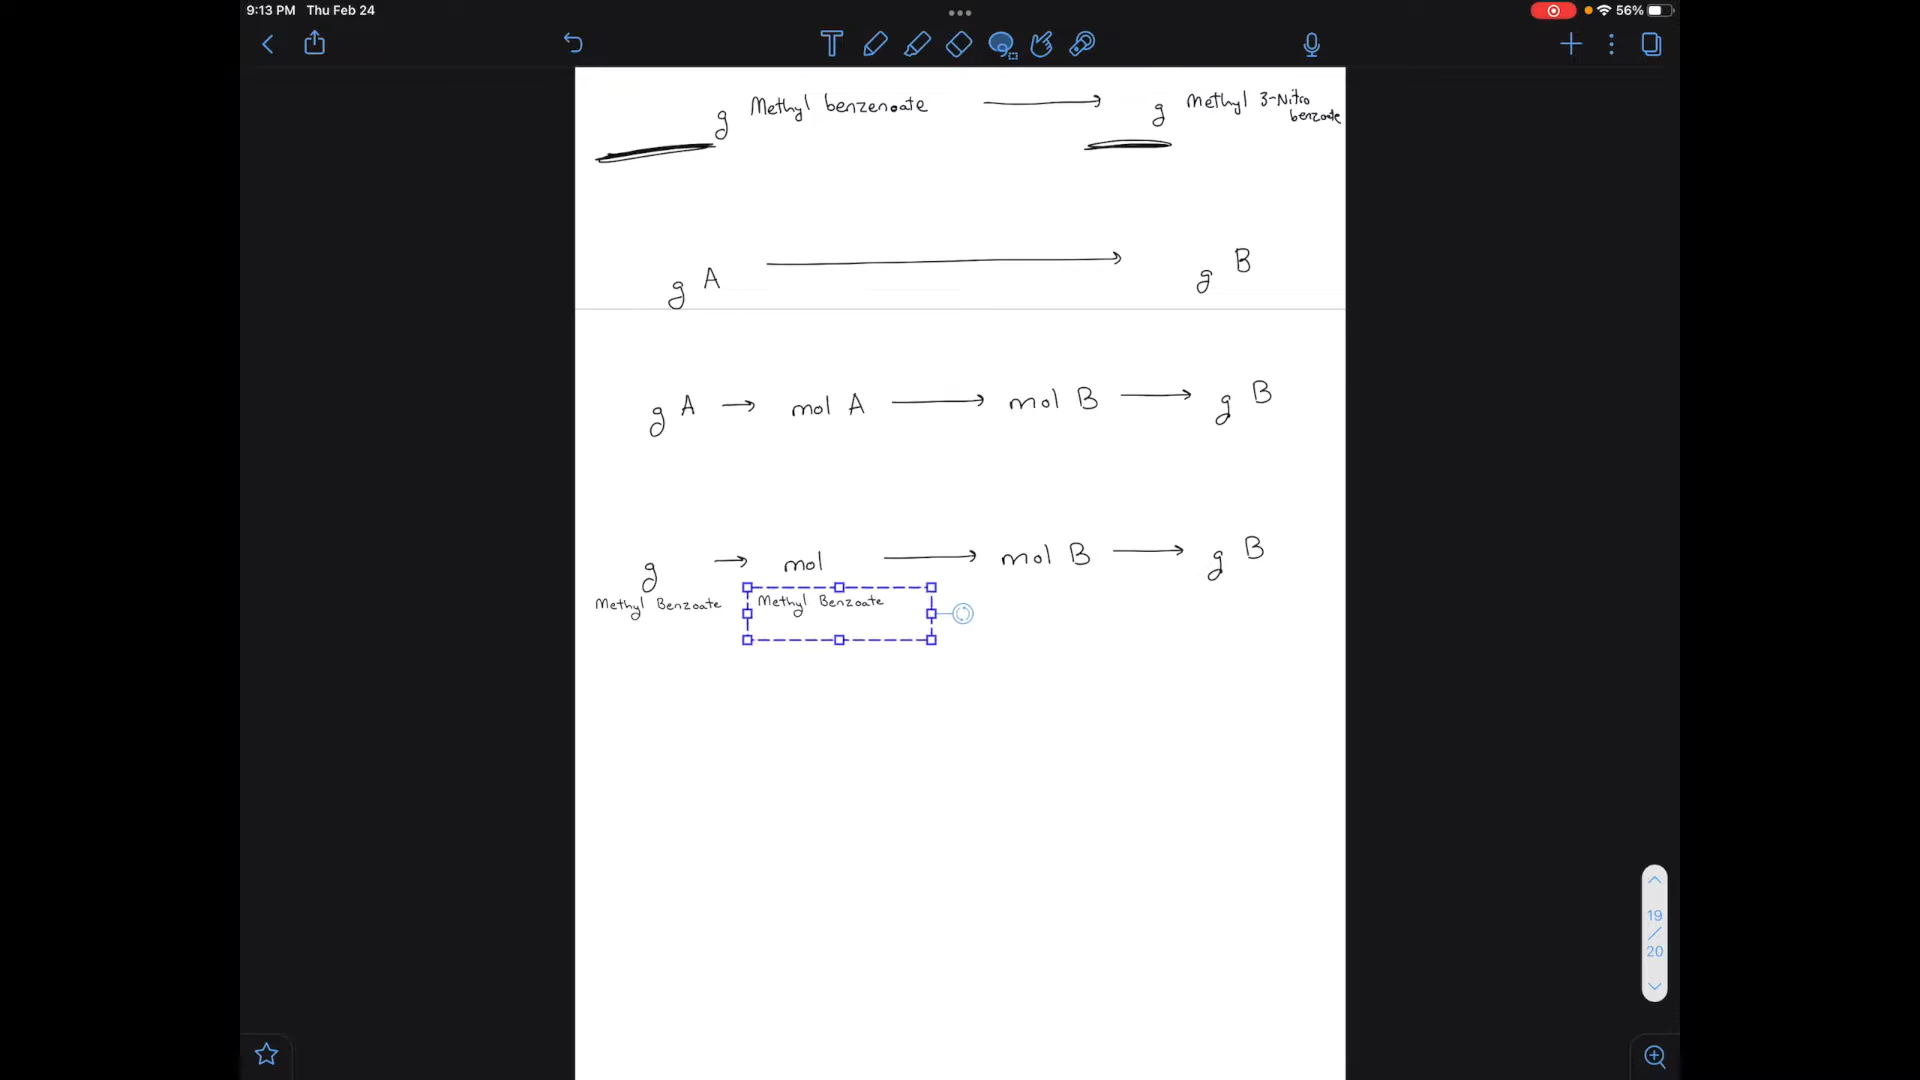 9:13 PM Thu Feb 24
56%
g Methyl benzenoate → g Methyl 3-Nitro
benzoate
g A → g B
g A → mol A → mol B → g B
g → mol → mol B → g B
Methyl Benzoate Methyl Benzoate
19
/
20